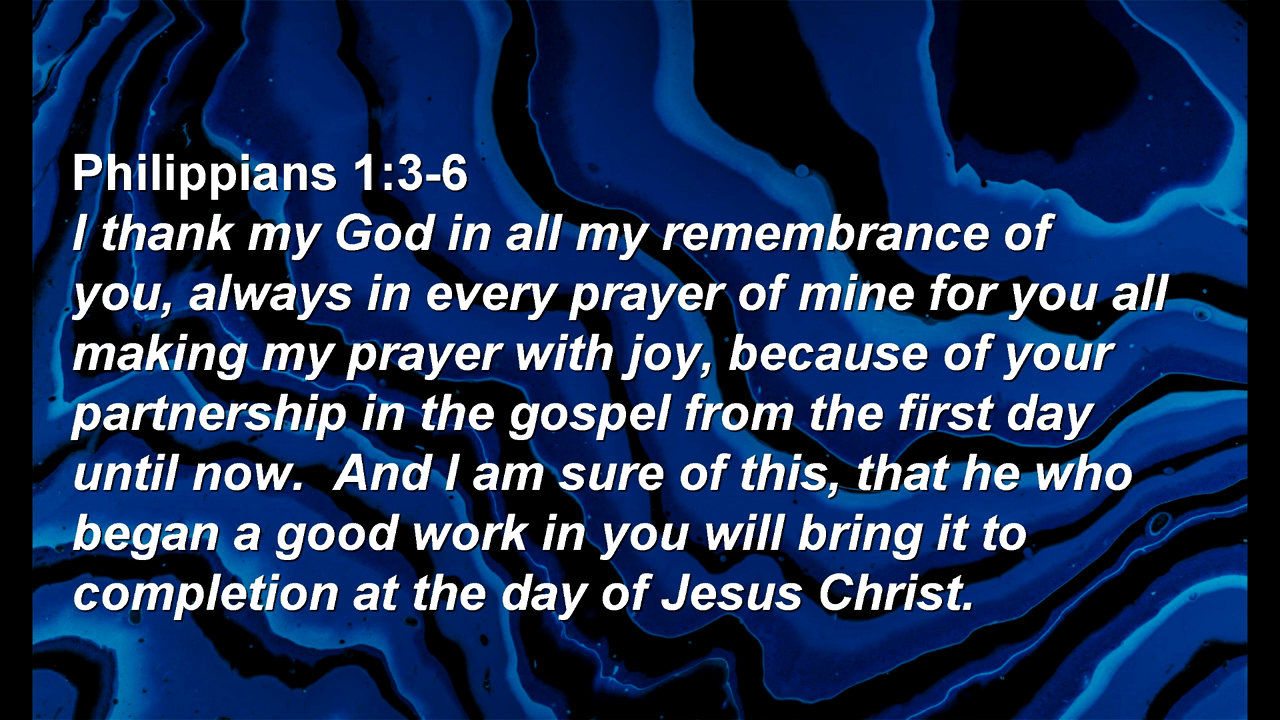 Philippians 1:3-6
I thank my God in all my remembrance of
you, always in every prayer of mine for you all
making my prayer with joy, because of your
partnership in the gospel from the first day
until now.  And I am sure of this, that he who
began a good work in you will bring it to
completion at the day of Jesus Christ.